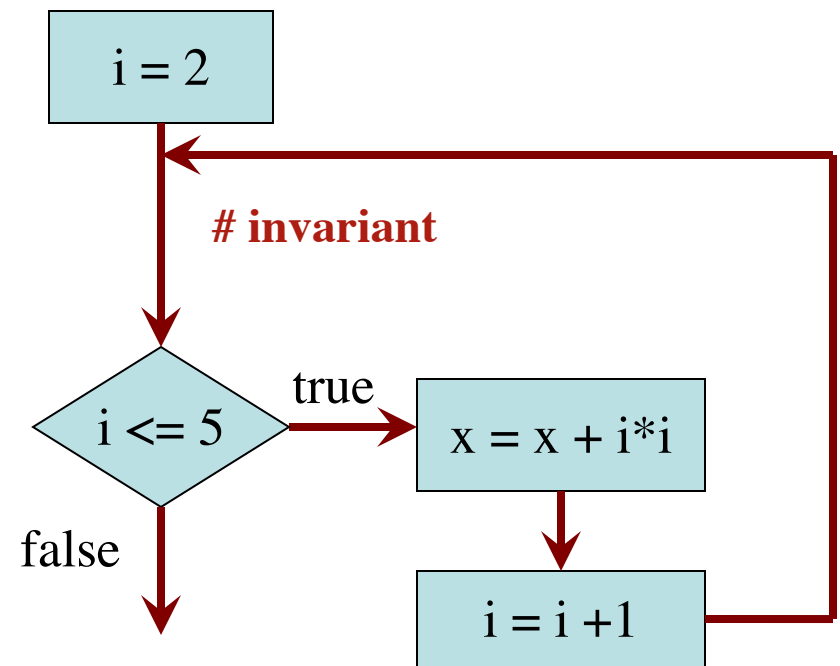 i = 2
# invariant
i <= 5
true
x = x + i*i
false
i = i +1